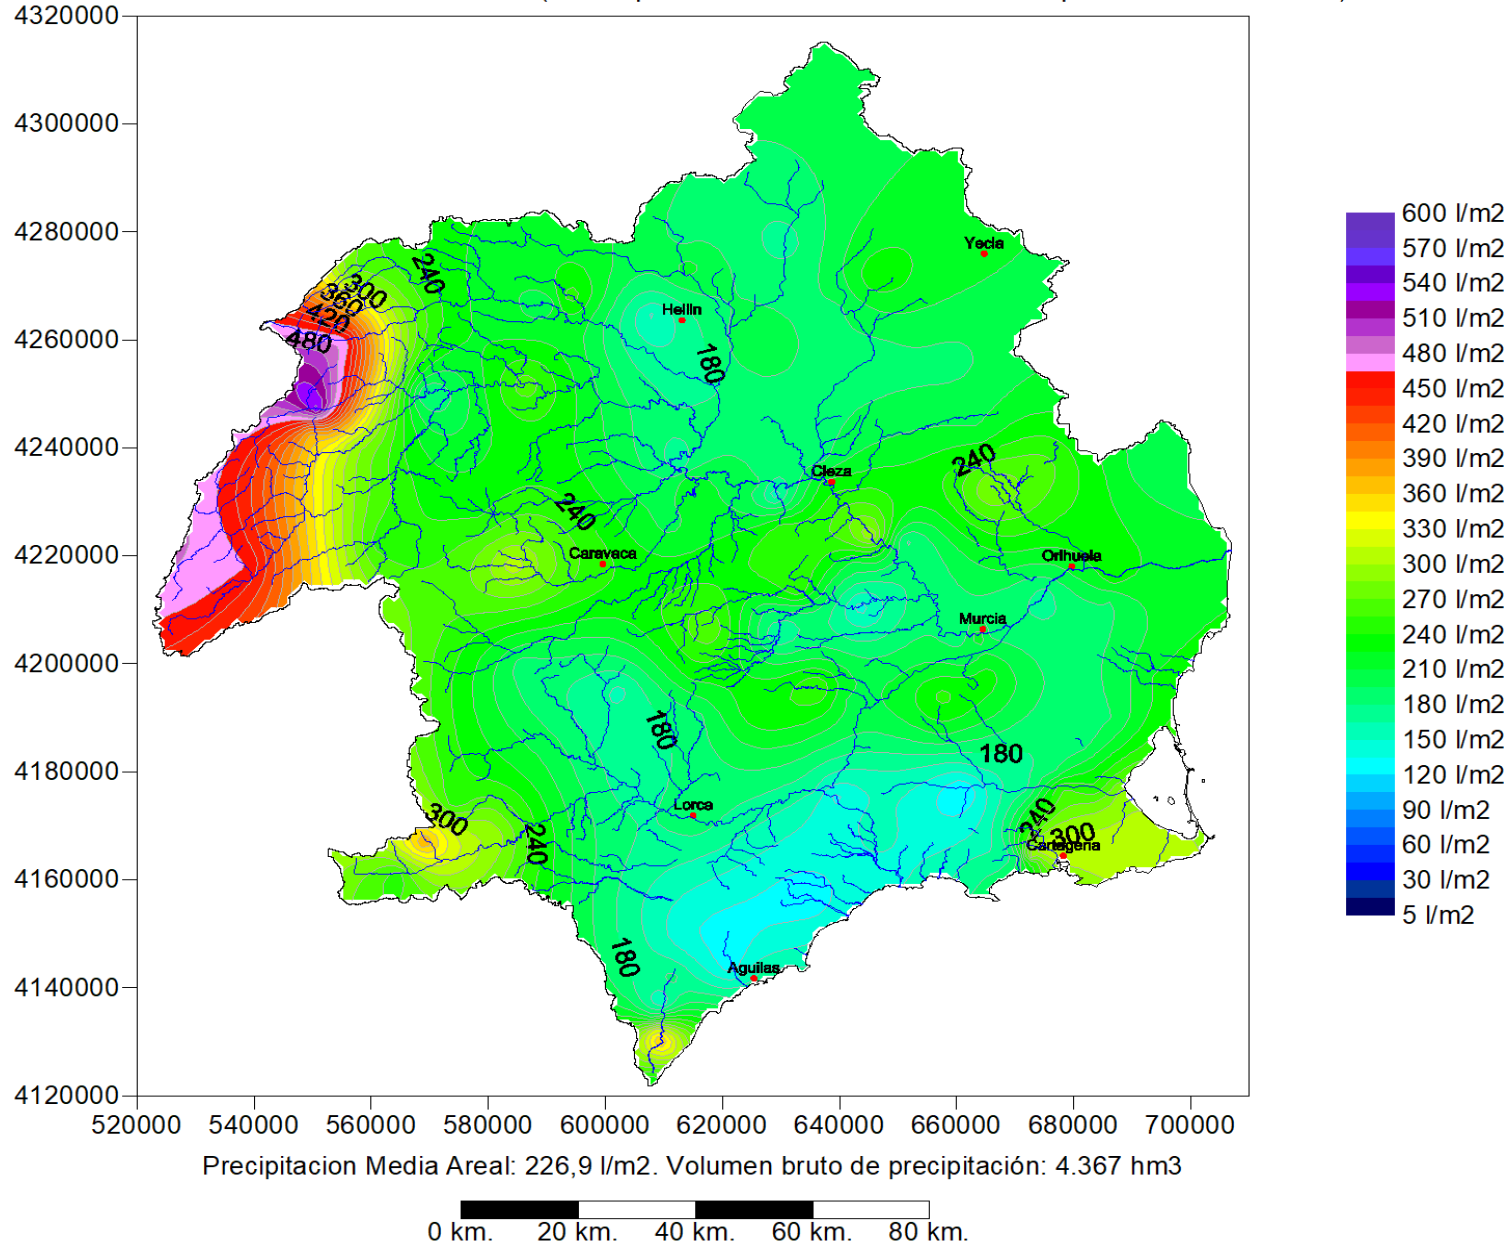 4320000
4300000
4280000
4260000
4240000
4220000
4200000
4180000
4160000
4140000
4120000
520000 540000 560000 580000 600000 620000 640000 660000 680000 700000
Yecla
240
300
360
420
480
Hellin
180
Cieza
240
240
Caravaca
Orihuela
Murcia
180
180
Lorca
300
240
240
300
Cartagena
180
Aguilas
600 l/m2
570 l/m2
540 l/m2
510 l/m2
480 l/m2
450 l/m2
420 l/m2
390 l/m2
360 l/m2
330 l/m2
300 l/m2
270 l/m2
240 l/m2
210 l/m2
180 l/m2
150 l/m2
120 l/m2
90 l/m2
60 l/m2
30 l/m2
5 l/m2
Precipitacion Media Areal: 226,9 l/m2. Volumen bruto de precipitación: 4.367 hm3
0 km. 20 km. 40 km. 60 km. 80 km.